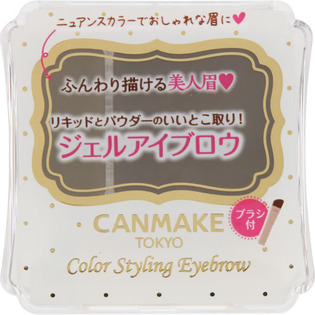 ニュアンスカラーでおしゃれな眉に♥
ふんわり描ける美人眉♥
リキッドとパウダーのいいとこ取り!
ジェルアイブロウ
CANMAKE
TOKYO
ブラシ
付
Color Styling Eyebrow